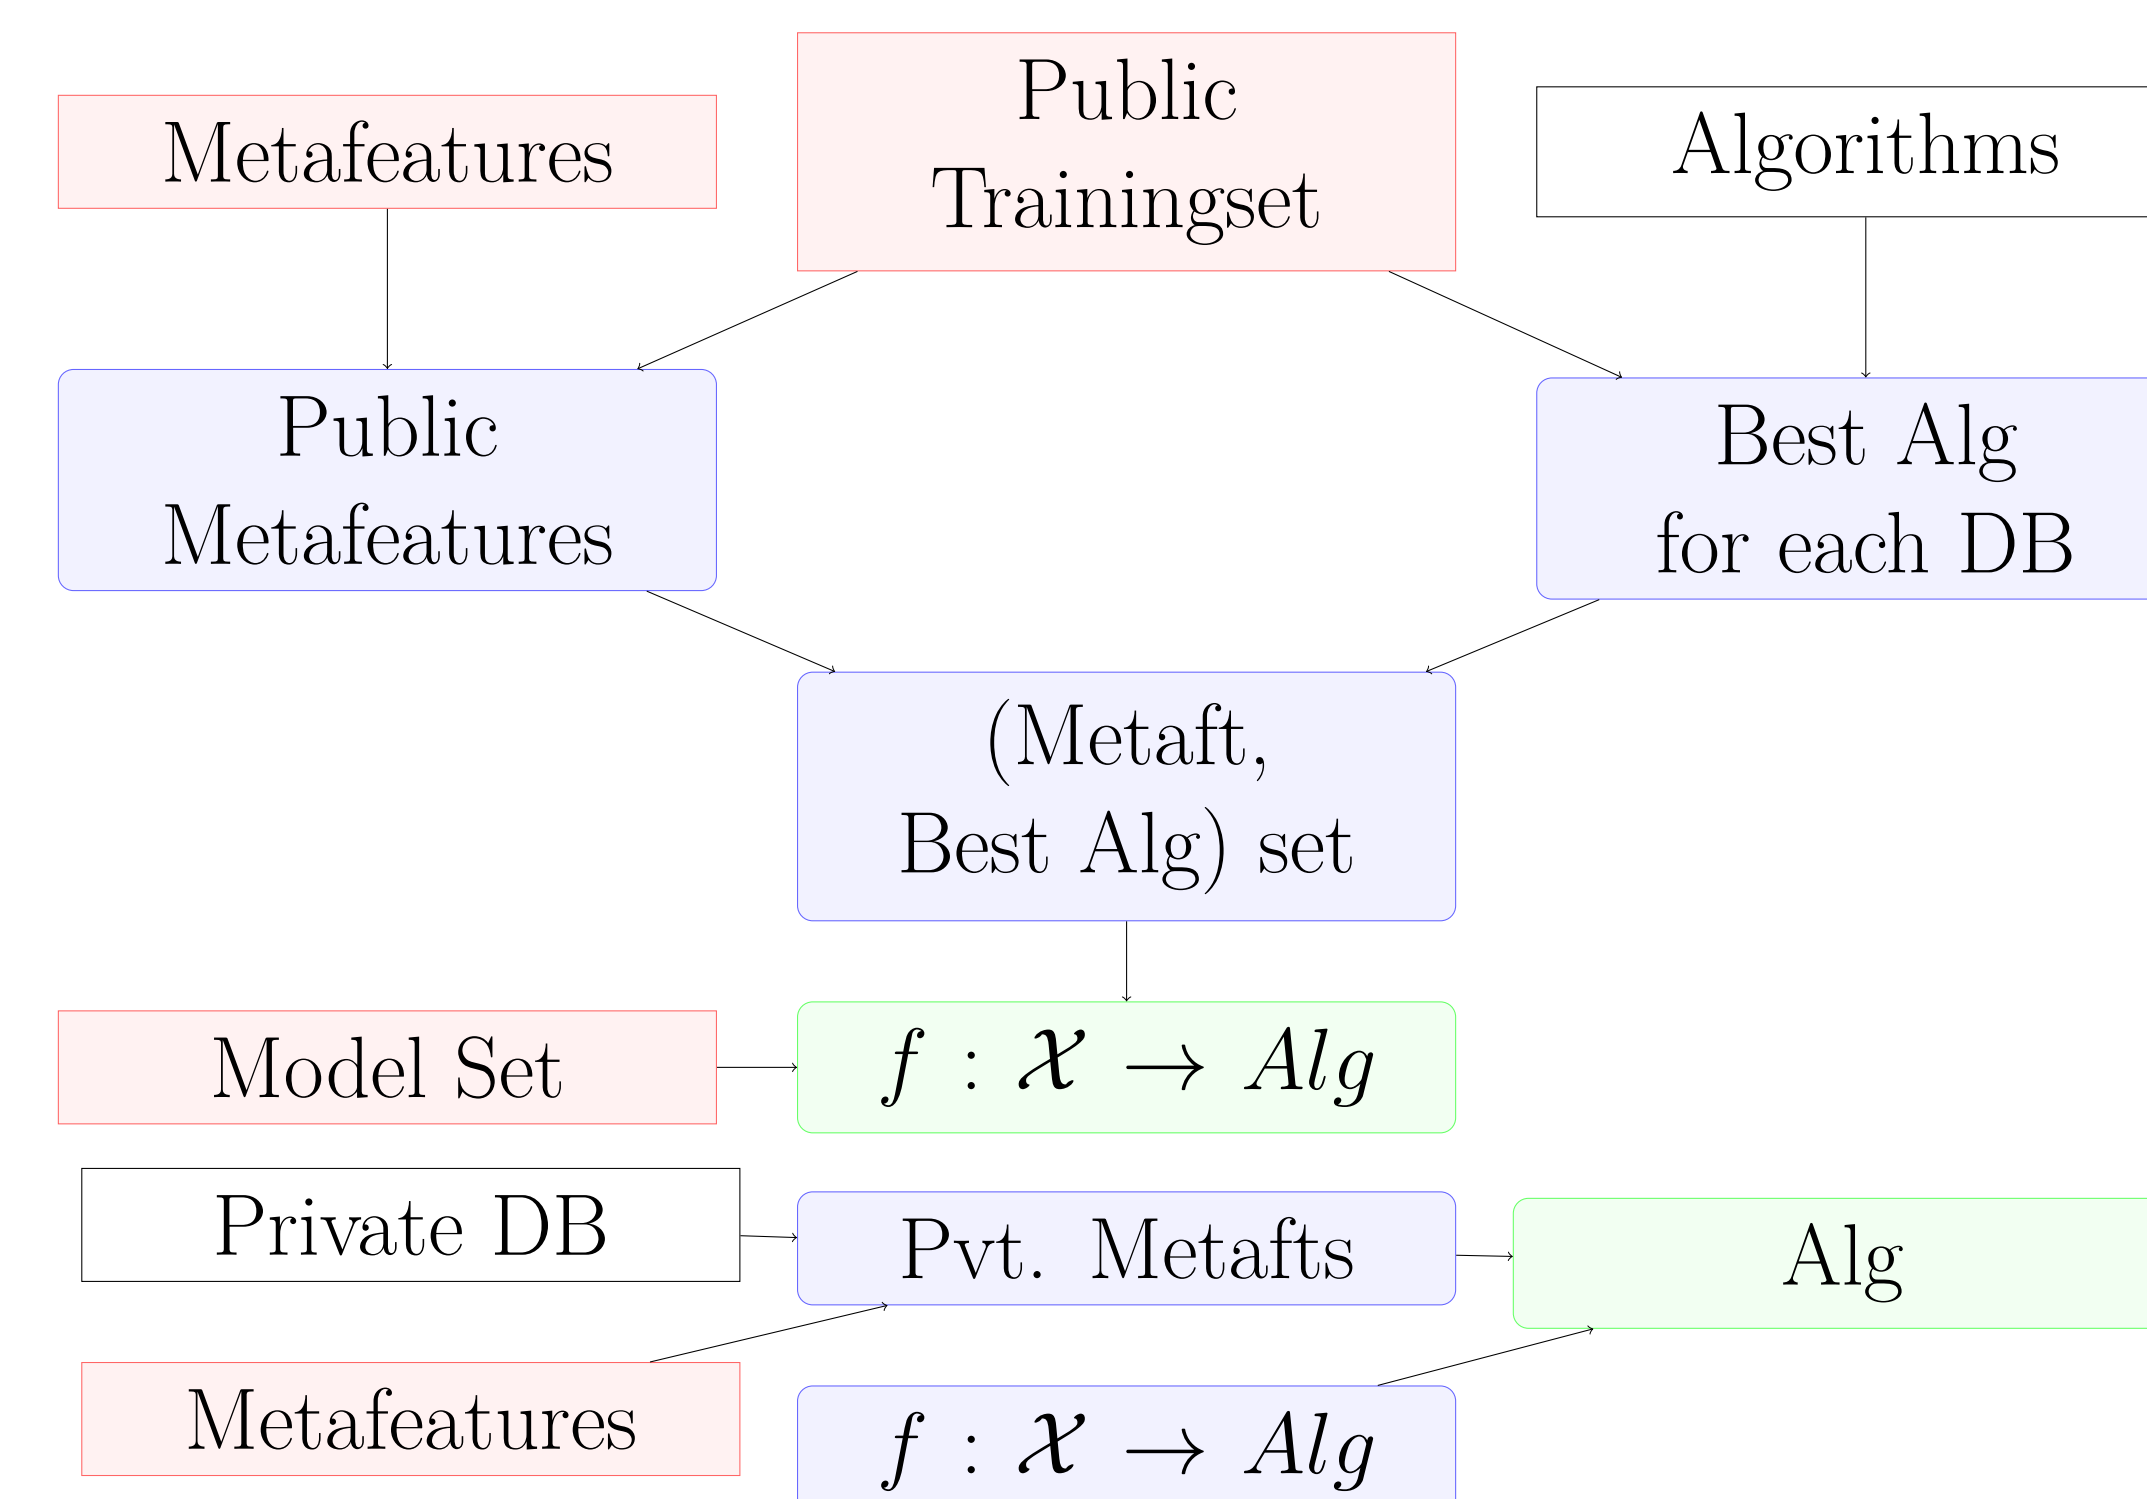 Metafeatures
Public
Trainingset
Algorithms
Public
Metafeatures
Best Alg
for each DB
(Metaft,
Best Alg) set
Model Set
f : 𝒳 → Alg
Private DB
Pvt. Metafts
Alg
Metafeatures
f : 𝒳 → Alg